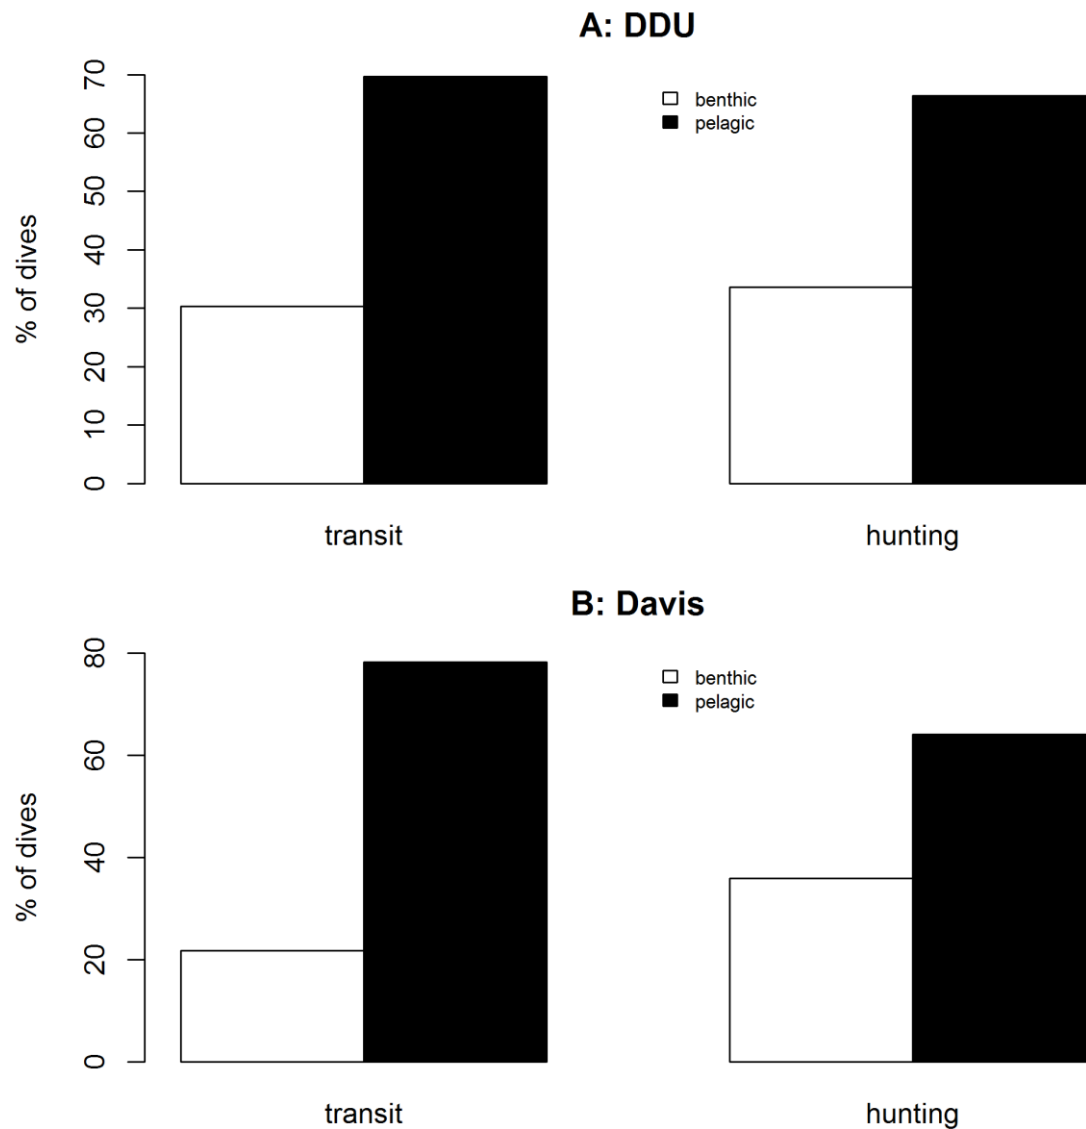 A: DDU
% of dives
70
60
50
40
30
20
10
0
benthic
pelagic
transit
hunting
B: Davis
% of dives
80
60
40
20
0
benthic
pelagic
transit
hunting